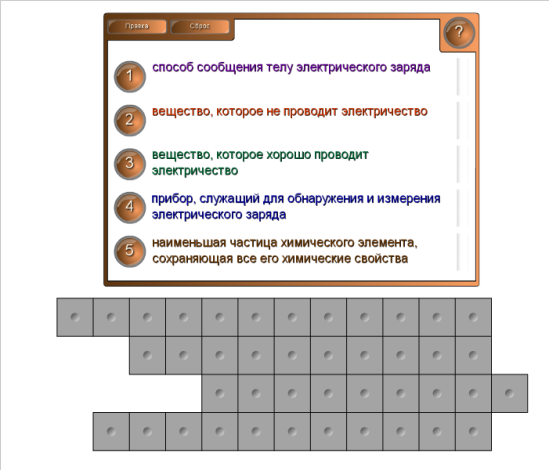 Правка
Сброс
?
1
способ сообщения телу электрического заряда
2
вещество, которое не проводит электричество
3
вещество, которое хорошо проводит
электричество
4
прибор, служащий для обнаружения и измерения
электрического заряда
5
наименьшая частица химического элемента,
сохраняющая все его химические свойства